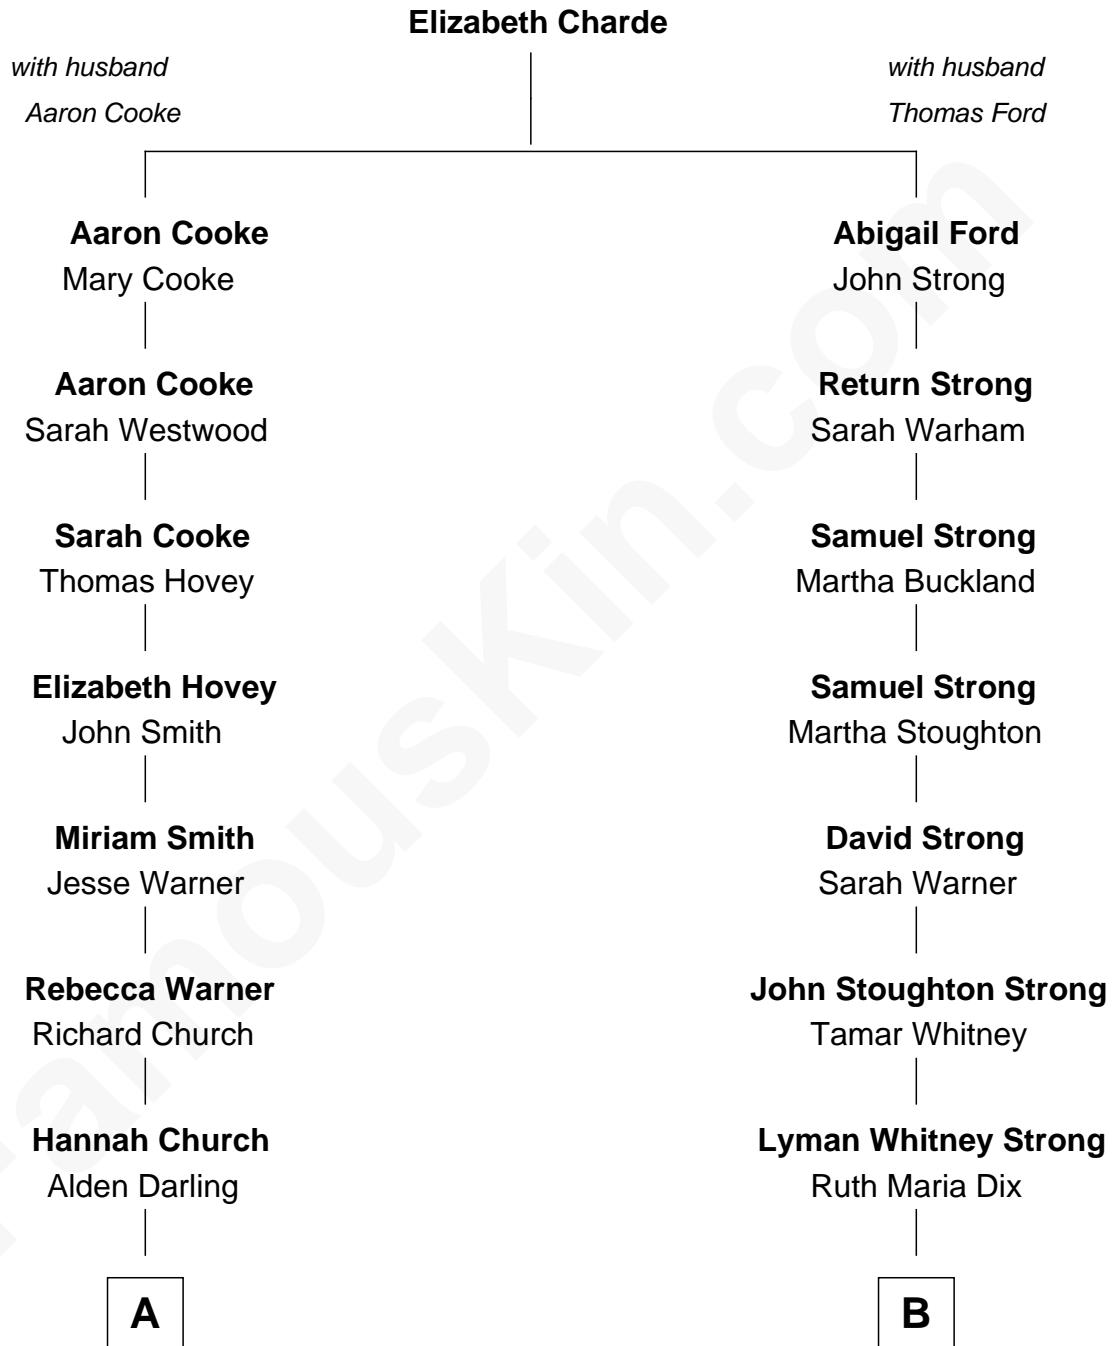 Elizabeth Charde
with husband
Aaron Cooke
with husband
Thomas Ford
Aaron Cooke
Mary Cooke
Abigail Ford
John Strong
Aaron Cooke
Sarah Westwood
Return Strong
Sarah Warham
Sarah Cooke
Thomas Hovey
Samuel Strong
Martha Buckland
Elizabeth Hovey
John Smith
Samuel Strong
Martha Stoughton
Miriam Smith
Jesse Warner
David Strong
Sarah Warner
Rebecca Warner
Richard Church
John Stoughton Strong
Tamar Whitney
Hannah Church
Alden Darling
Lyman Whitney Strong
Ruth Maria Dix
A
B
FamousKin.com